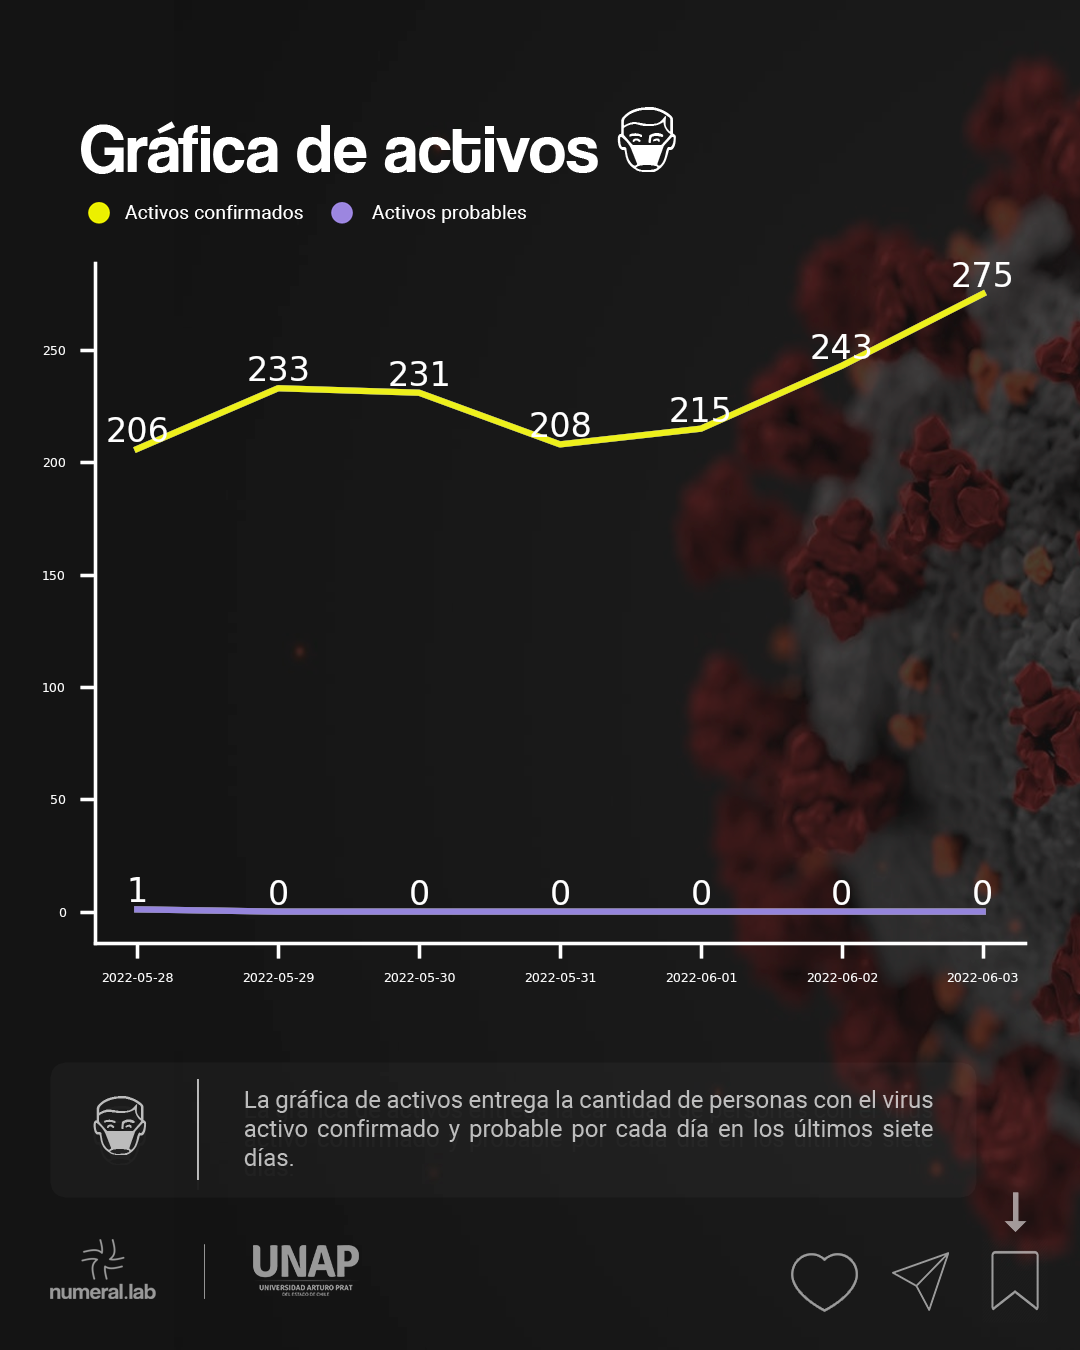 Gráfica de activos
Activos confirmados Activos probables
275
250
243
233
231
215
208
206
200
150
100
50
1 0 0 0 0 0 0
0
2022-05-28 2022-05-29 2022-05-30 2022-05-31 2022-06-01 2022-06-02 2022-06-03
La gráfica de activos entrega la cantidad de personas con el virus
activo confirmado y probable por cada día en los últimos siete
días.
numeral.lab
UNAP
UNIVERSIDAD ARTURO PRAT
DEL ESTADO DE CHILE